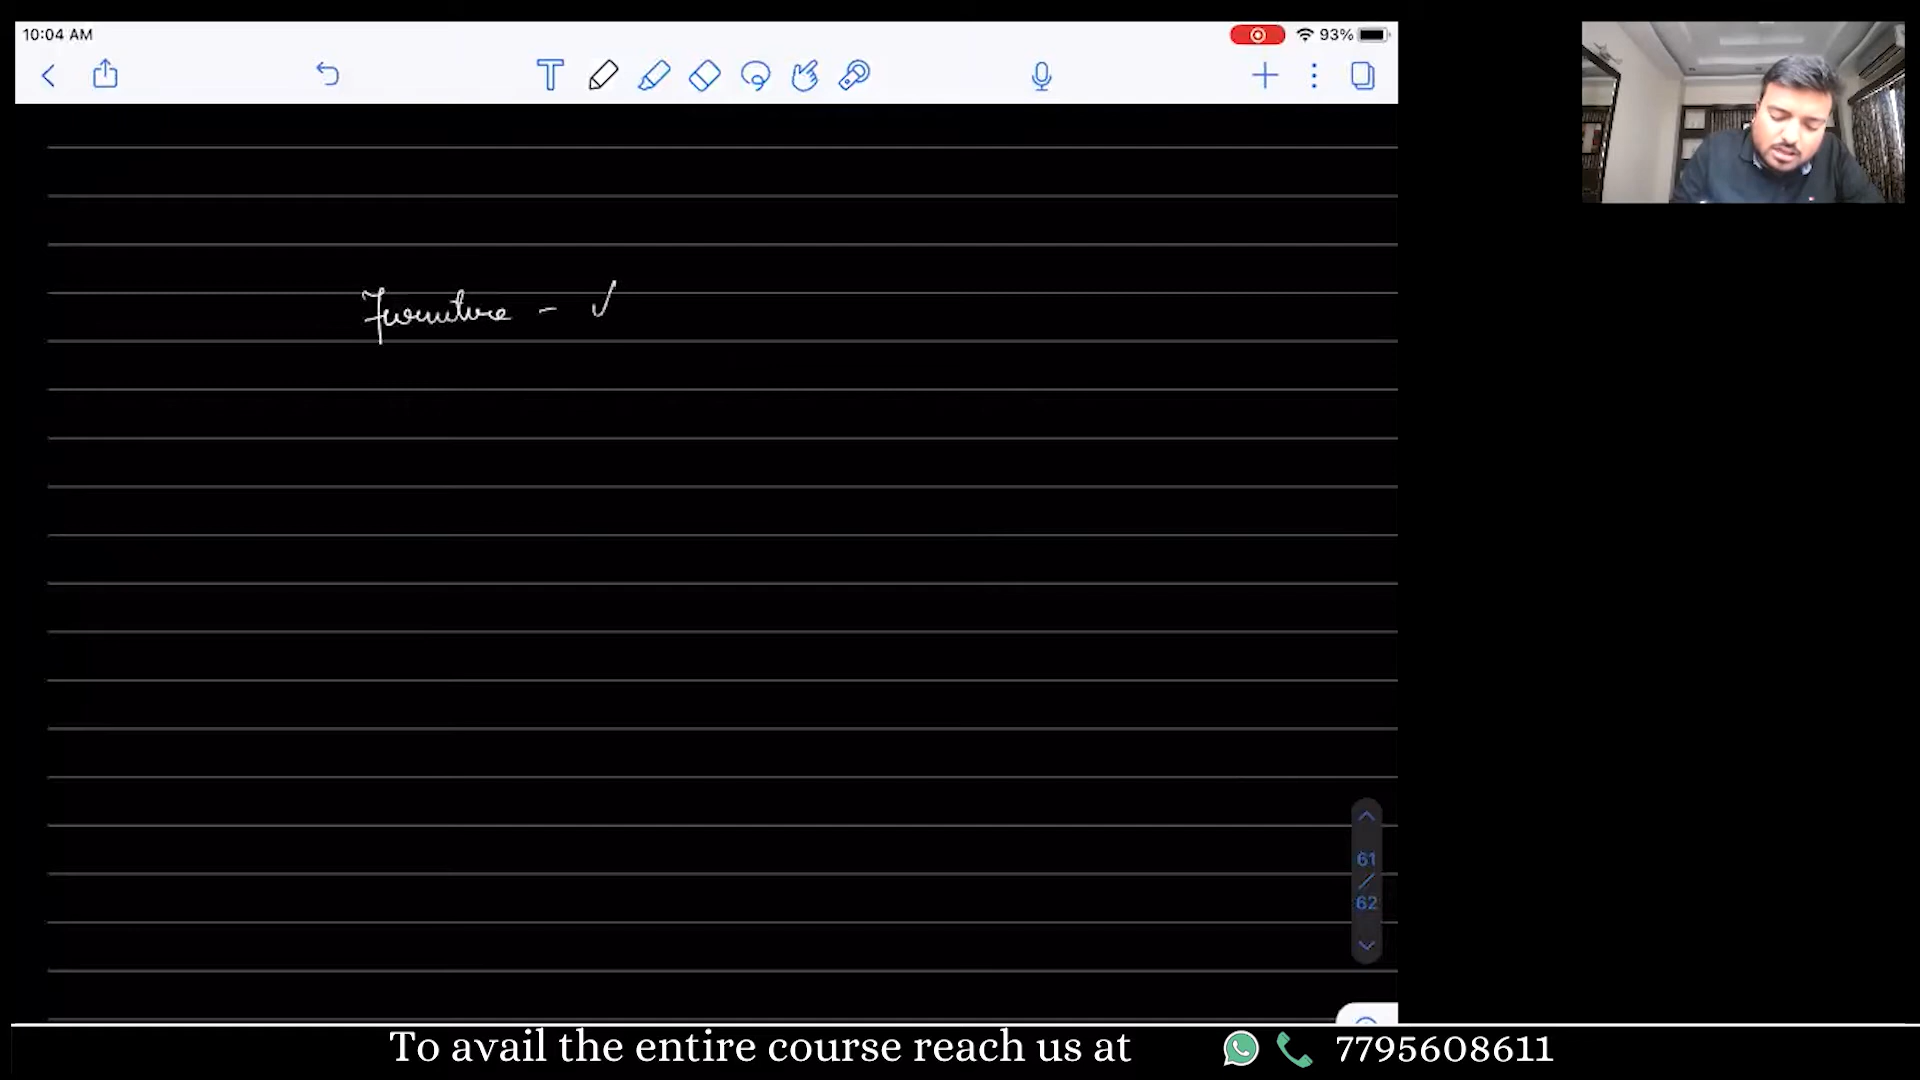 10:04 AM
93%
Furniture - ✓
61
/
62
To avail the entire course reach us at 7795608611